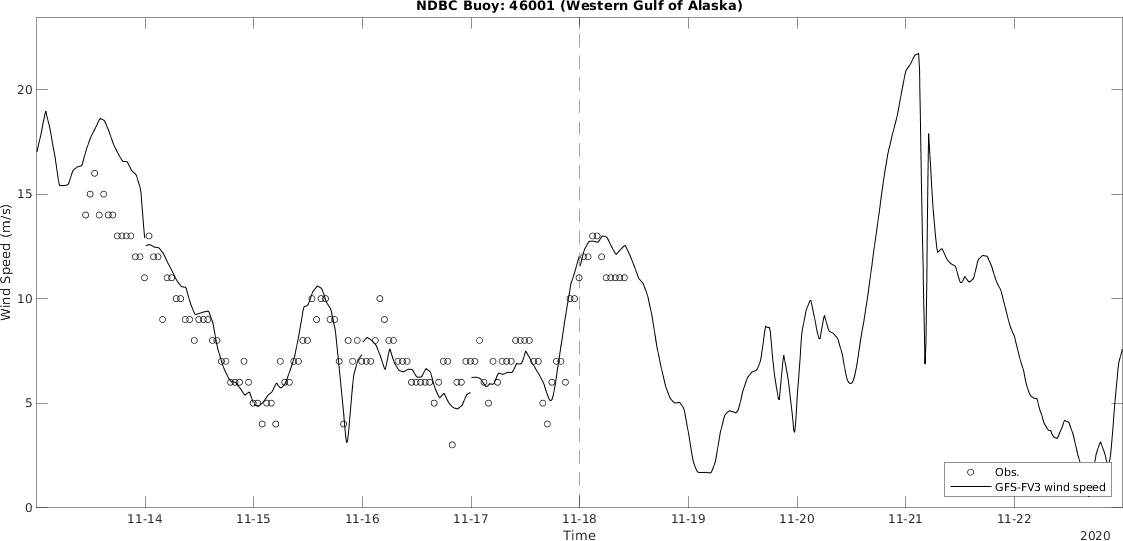 NDBC Buoy: 46001 (Western Gulf of Alaska)
Wind Speed (m/s)
20
15
10
5
0
11-14 11-15 11-16 11-17 11-18 11-19 11-20 11-21 11-22
Time
2020
Obs.
GFS-FV3 wind speed